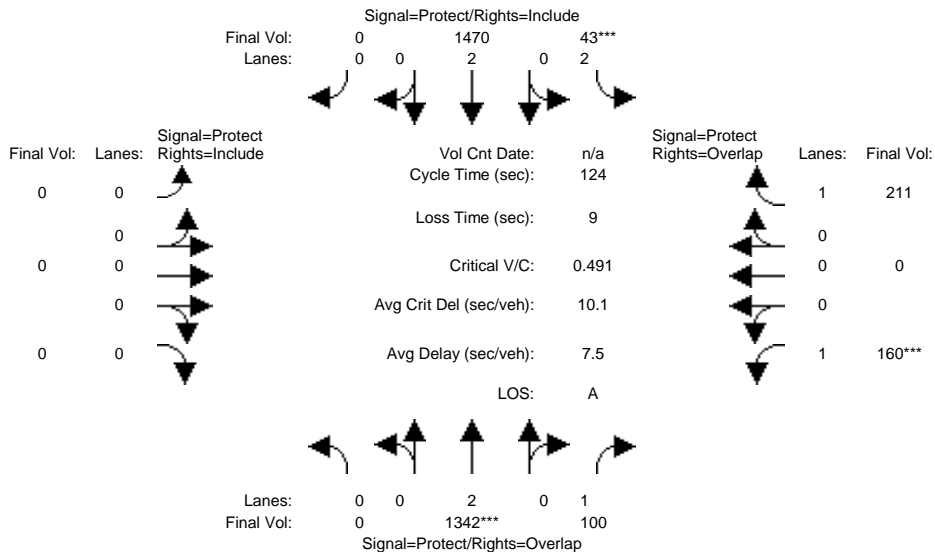 Signal=Protect/Rights=Include
Final Vol: 0 1470 43***
Lanes: 0 0 2 0 2
Signal=Protect
Final Vol: Lanes: Rights=Include
Vol Cnt Date: n/a
Signal=Protect
Rights=Overlap Lanes: Final Vol:
Cycle Time (sec): 124
0 0
1 211
Loss Time (sec): 9
0
0
0 0
Critical V/C: 0.491
0 0
0
Avg Crit Del (sec/veh): 10.1
0
0 0
Avg Delay (sec/veh): 7.5
1 160***
LOS: A
Lanes: 0 0 2 0 1
Final Vol: 0 1342*** 100
Signal=Protect/Rights=Overlap